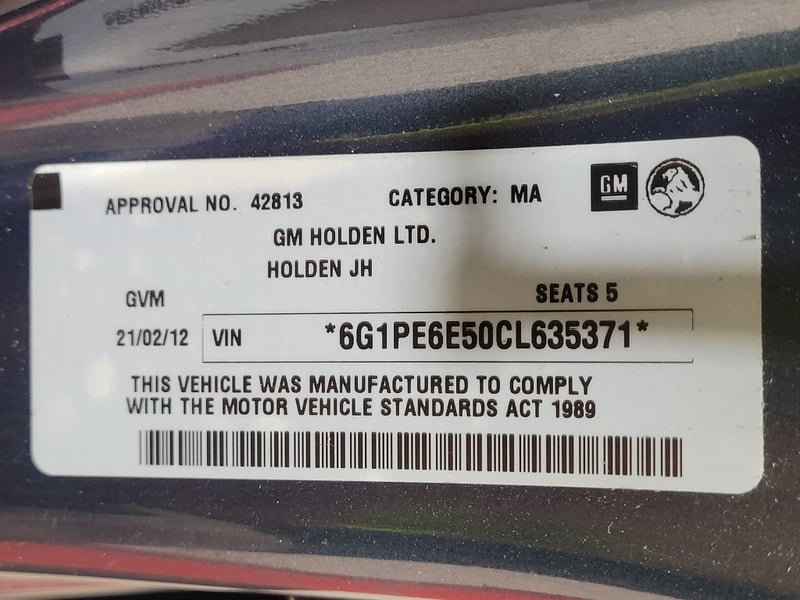 APPROVAL NO. 42813 CATEGORY: MA GM
GM HOLDEN LTD.
HOLDEN JH
GVM SEATS 5
21/02/12 VIN *6G1PE6E50CL635371*
THIS VEHICLE WAS MANUFACTURED TO COMPLY
WITH THE MOTOR VEHICLE STANDARDS ACT 1989